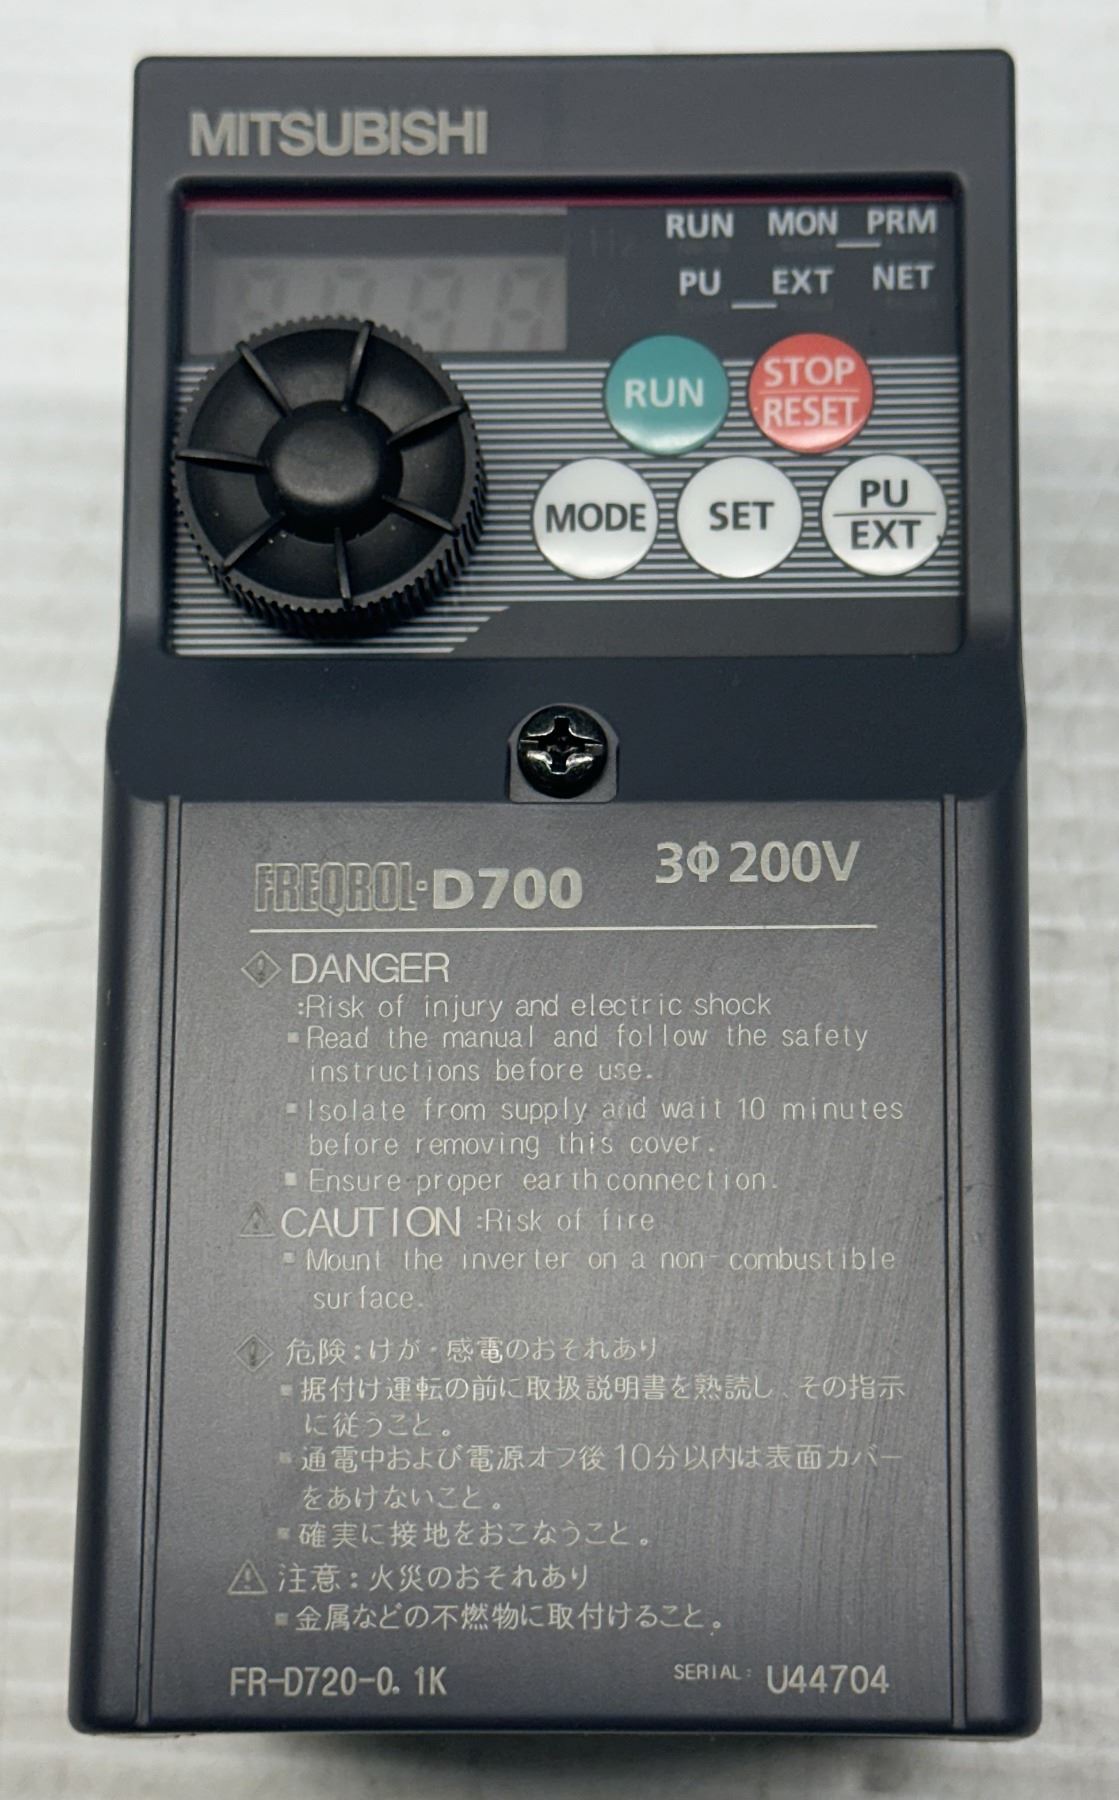 MITSUBISHI
RUN MON PRM
PU EXT NET
Hz
RUN STOP
RESET
MODE SET PU
EXT
FREQROL-D700 3Φ200V
DANGER
:Risk of injury and electric shock
▪Read the manual and follow the safety
instructions before use.
▪Isolate from supply and wait 10 minutes
before removing this cover.
▪Ensure proper earth connection.
CAUTION :Risk of fire
▪Mount the inverter on a non-combustible
surface.
危険:けが・感電のおそれあり
▪据付け運転の前に取扱説明書を熟読し、その指示
に従うこと。
▪通電中および電源オフ後10分以内は表面カバー
をあけないこと。
▪確実に接地をおこなうこと。
注意:火災のおそれあり
▪金属などの不燃物に取付けること。
FR-D720-0.1K SERIAL: U44704